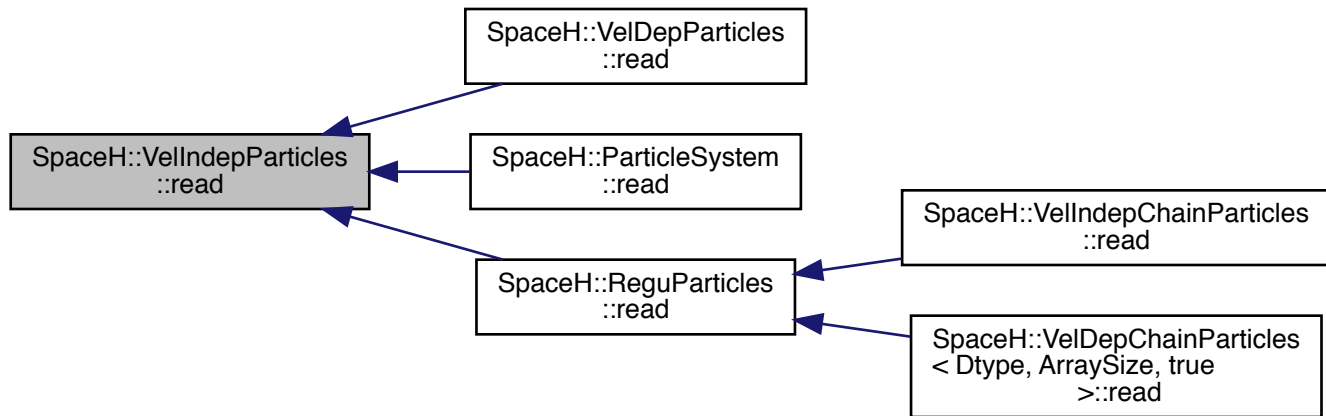 SpaceH::VelDepParticles
::read
SpaceH::VelIndepParticles
::read
SpaceH::ParticleSystem
::read
SpaceH::ReguParticles
::read
SpaceH::VelIndepChainParticles
::read
SpaceH::VelDepChainParticles
< Dtype, ArraySize, true
>::read